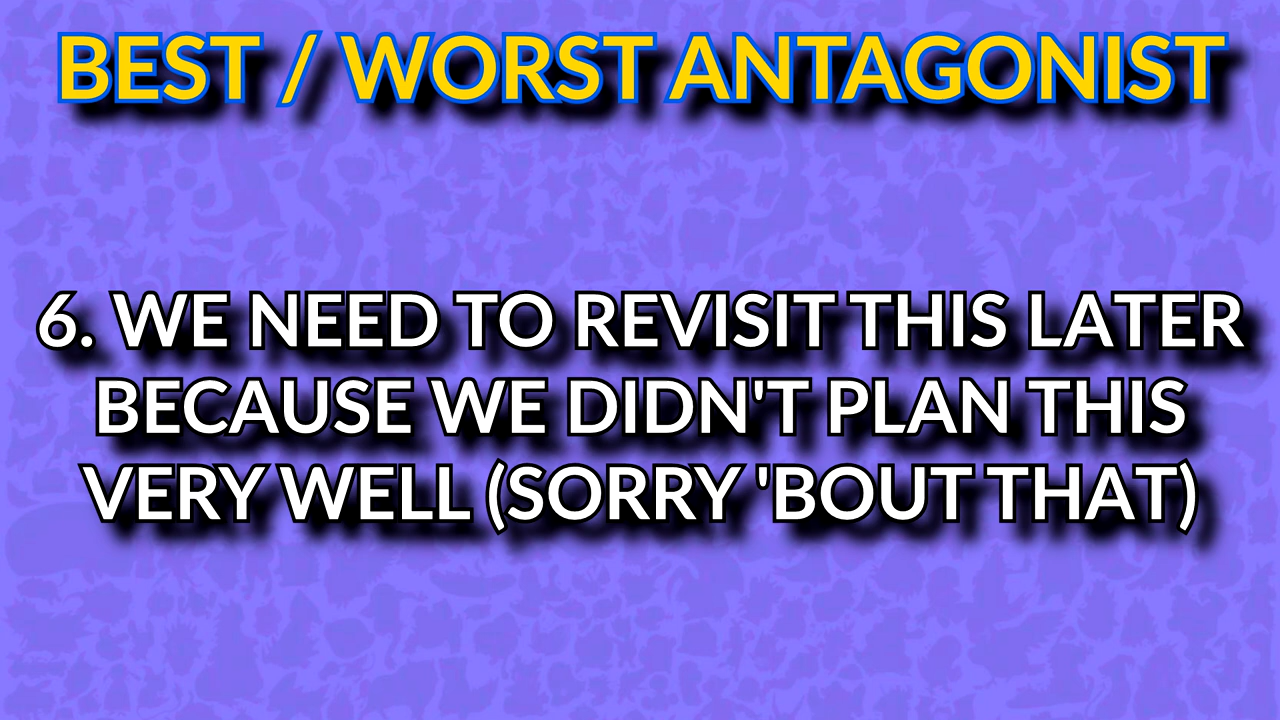 BEST / WORST ANTAGONIST
6. WE NEED TO REVISIT THIS LATER
BECAUSE WE DIDN'T PLAN THIS
VERY WELL (SORRY 'BOUT THAT)